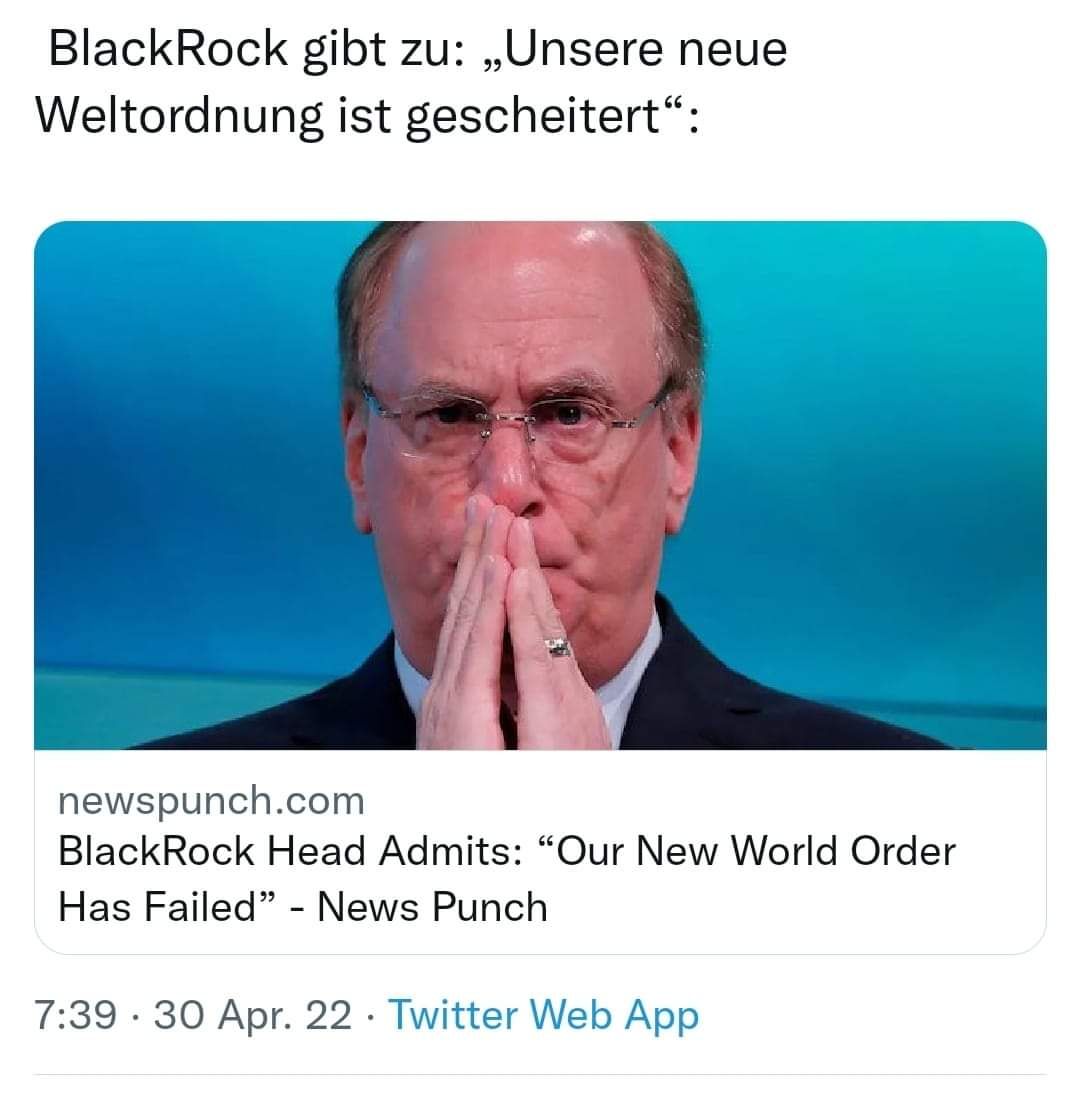 BlackRock gibt zu: „Unsere neue
Weltordnung ist gescheitert“:
newspunch.com
BlackRock Head Admits: “Our New World Order
Has Failed” - News Punch
7:39 · 30 Apr. 22 · Twitter Web App